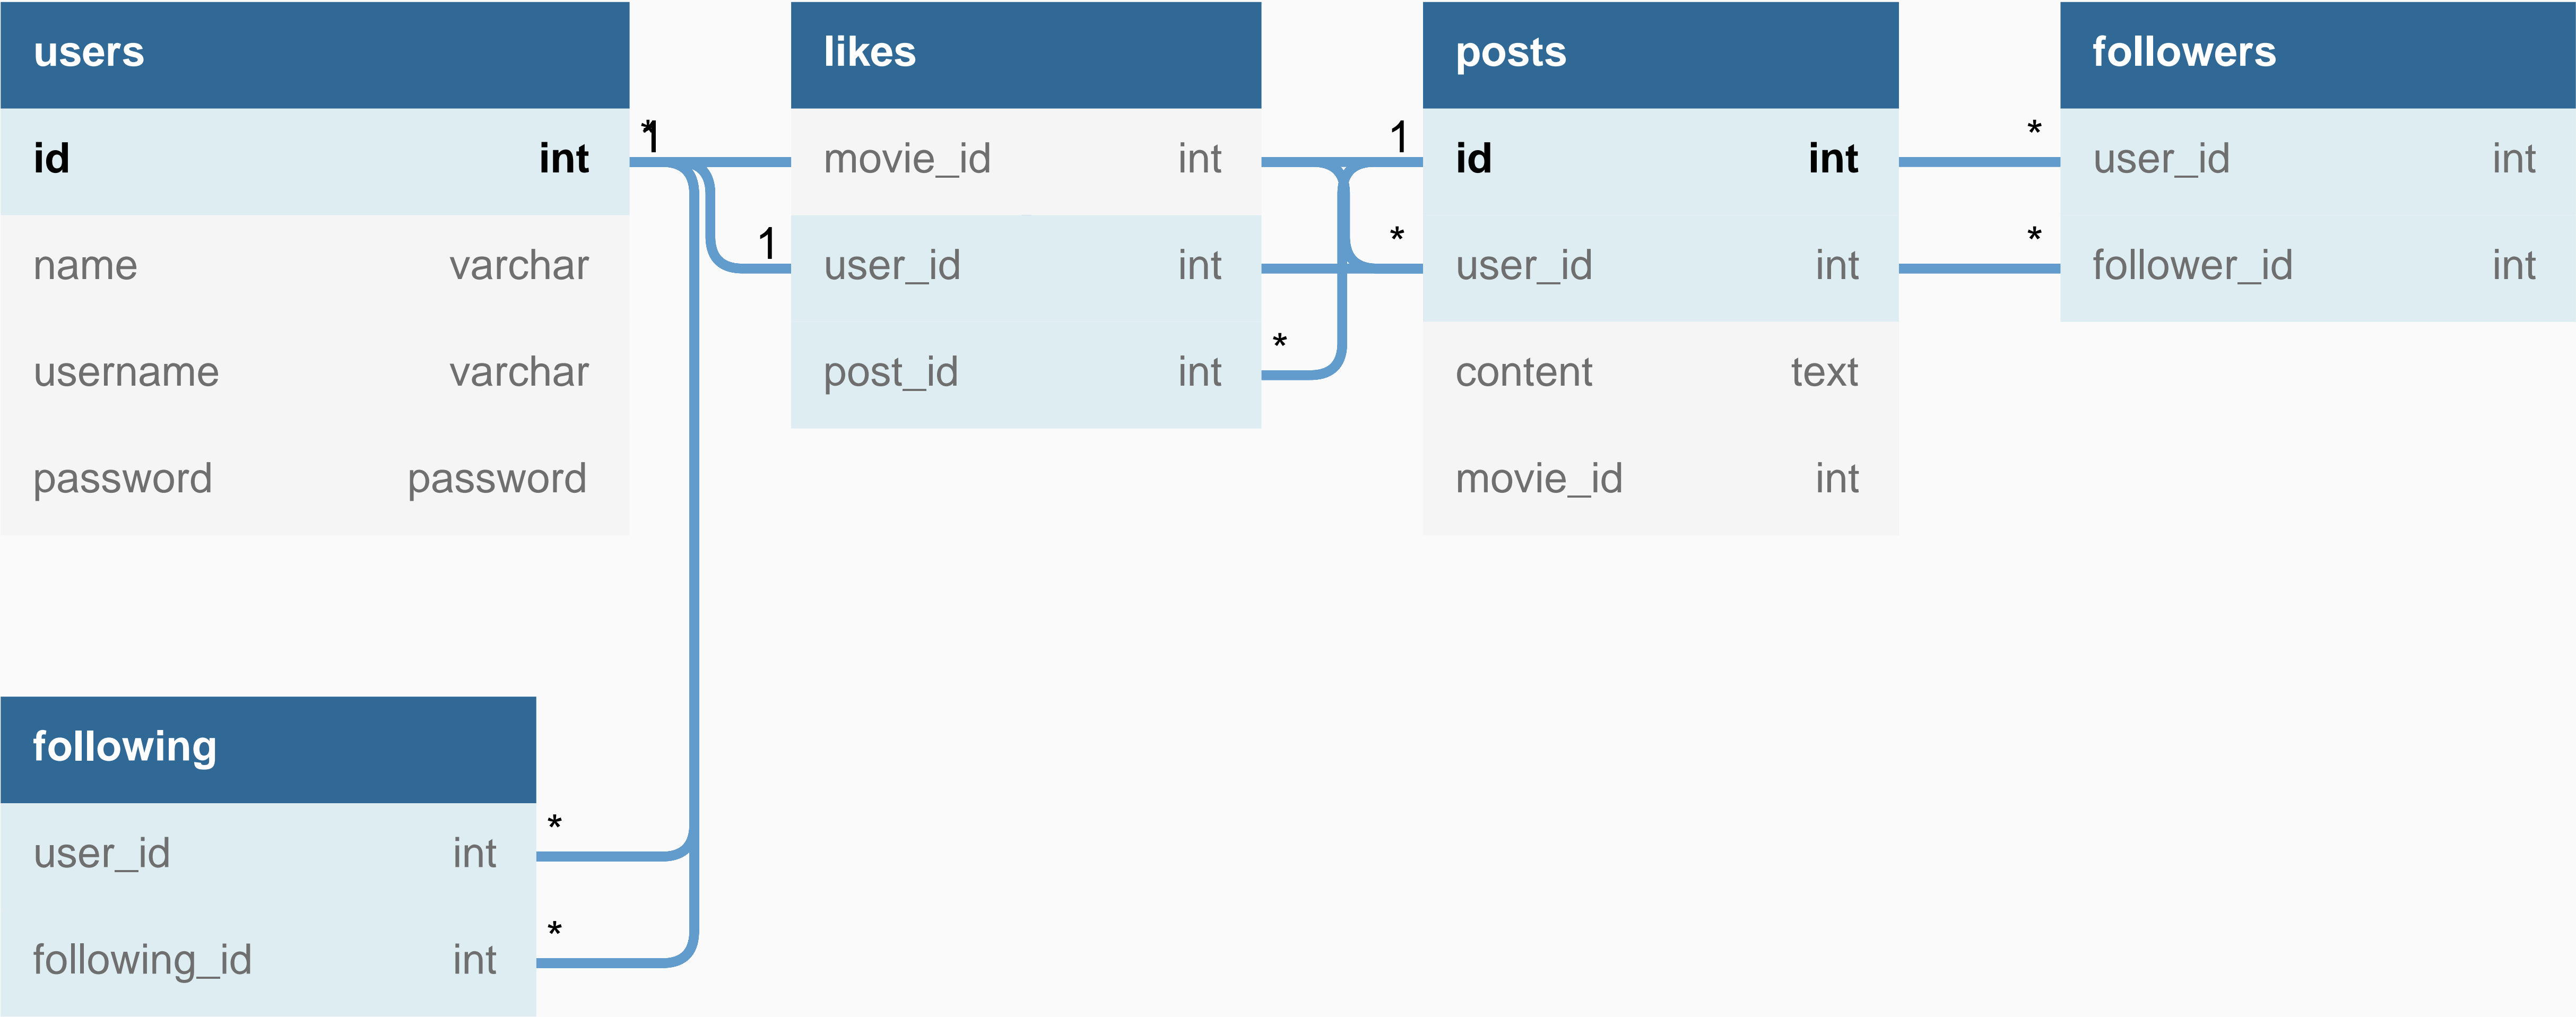 users
id int
name varchar
username varchar
password password
* 1
1
likes
movie_id int
user_id int
post_id int
*
1
*
posts
id int
user_id int
content text
movie_id int
*
*
followers
user_id int
follower_id int
following
user_id int
following_id int
*
*